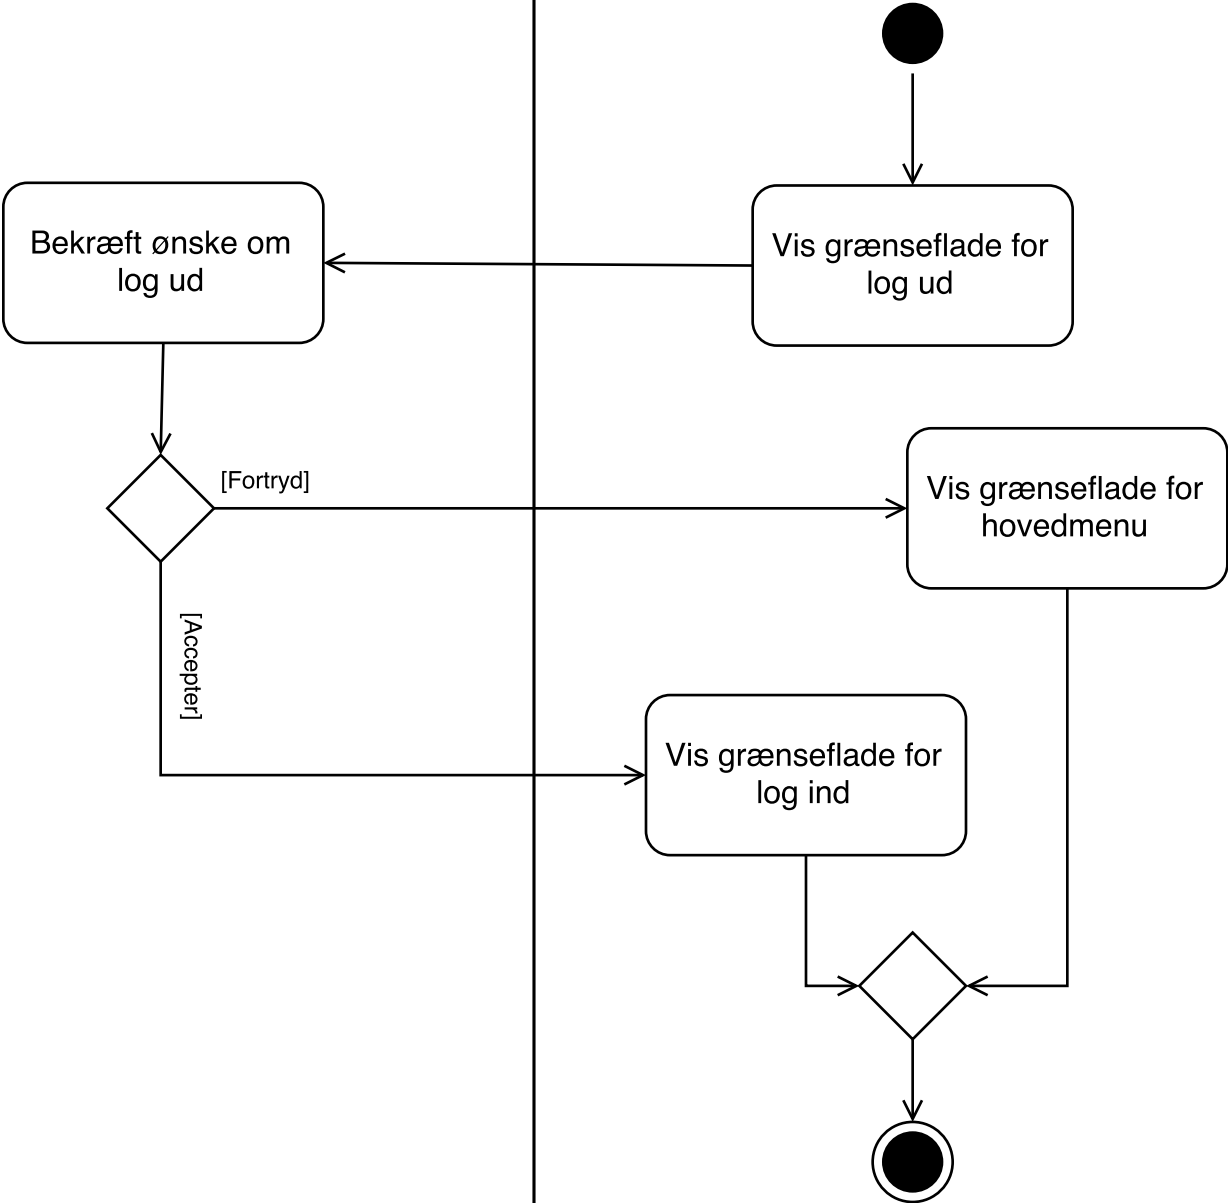 Bekræft ønske om
log ud
Vis grænseflade for
log ud
[Fortryd]
Vis grænseflade for
hovedmenu
[Accepter]
Vis grænseflade for
log ind